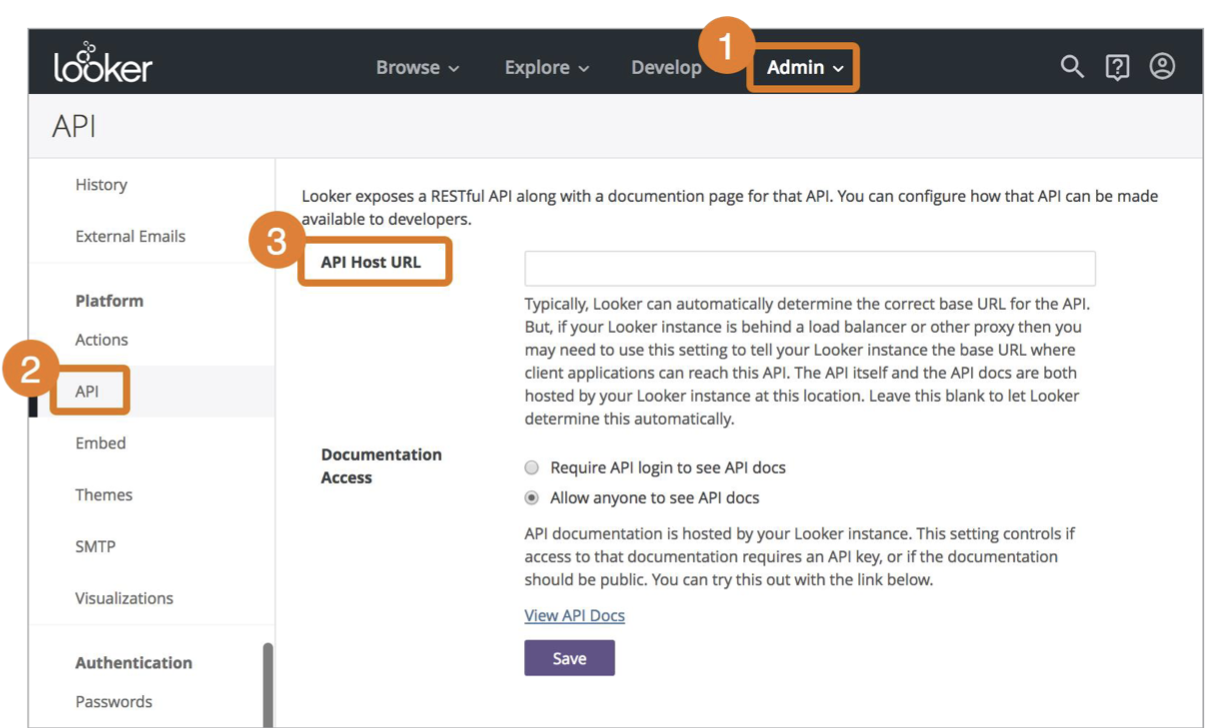 looker
Browse Explore Develop 1 Admin
API
History
External Emails
Platform
Actions
2
API
Embed
Themes
SMTP
Visualizations
Authentication
Passwords
Looker exposes a RESTful API along with a documention page for that API. You can configure how that API can be made
available to developers.
3
API Host URL
Typically, Looker can automatically determine the correct base URL for the API.
But, if your Looker instance is behind a load balancer or other proxy then you
may need to use this setting to tell your Looker instance the base URL where
client applications can reach this API. The API itself and the API docs are both
hosted by your Looker instance at this location. Leave this blank to let Looker
determine this automatically.
Documentation
Access
Require API login to see API docs
Allow anyone to see API docs
API documentation is hosted by your Looker instance. This setting controls if
access to that documentation requires an API key, or if the documentation
should be public. You can try this out with the link below.
View API Docs
Save